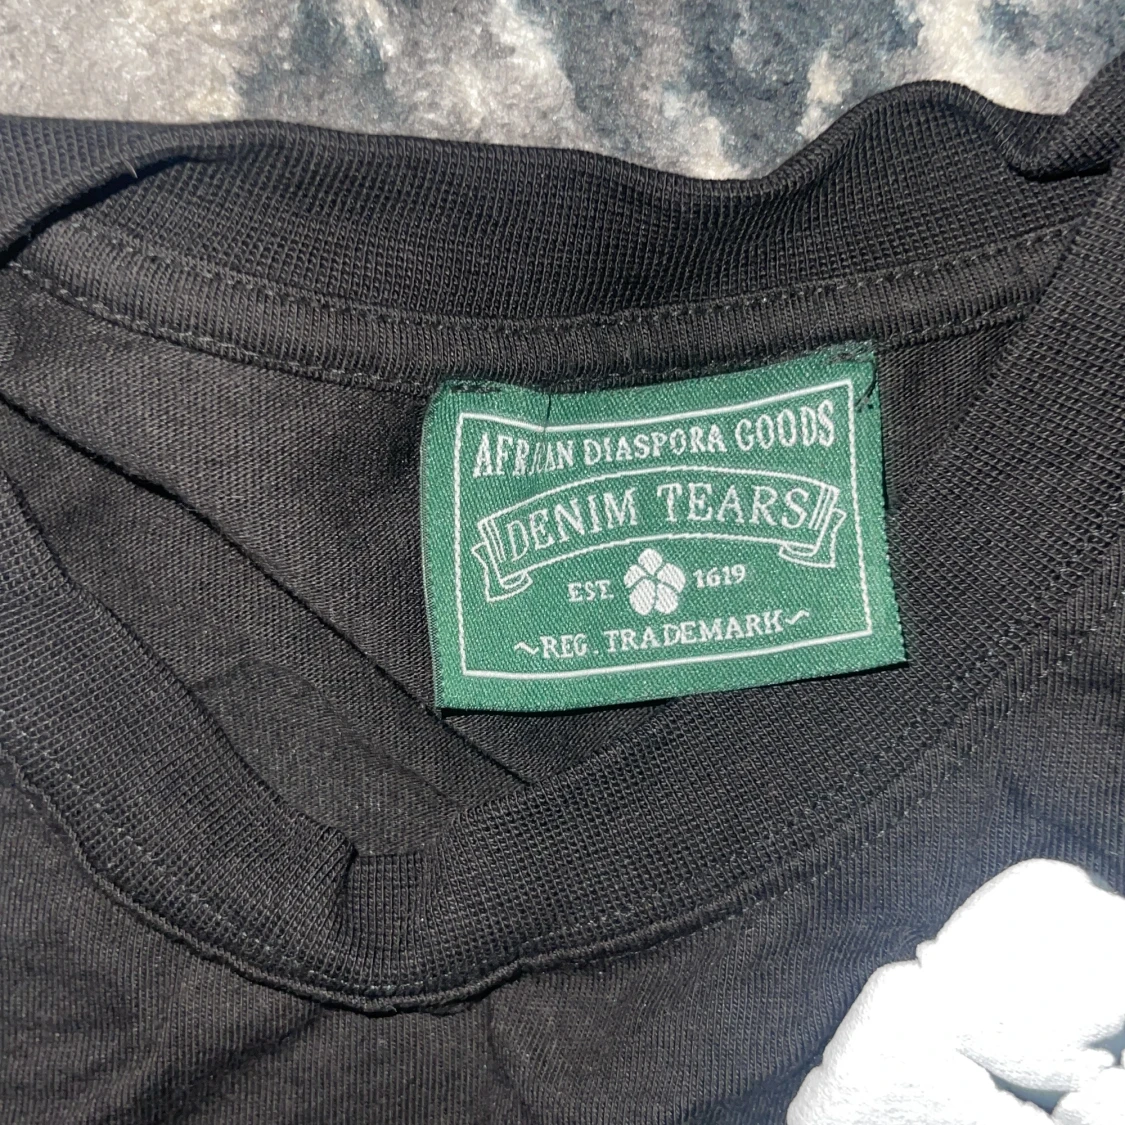 AFRICAN DIASPORA GOODS
DENIM TEARS
EST. 1619
~REG. TRADEMARK~